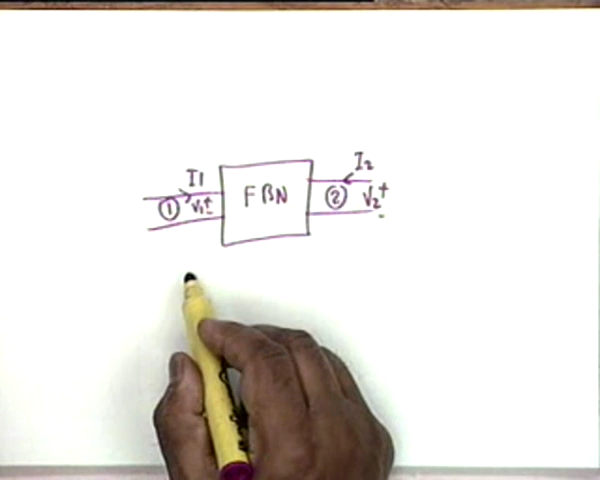 I1
I2
① V1 + -
FBN
② V2 + -